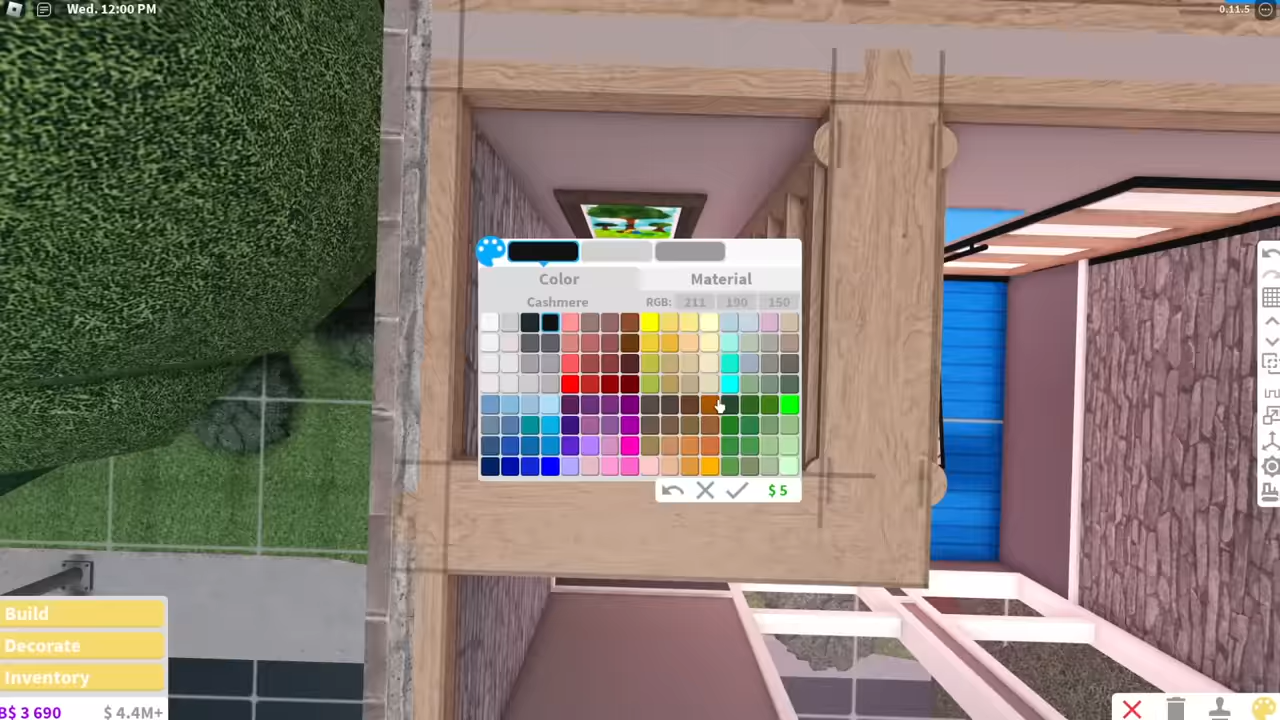 Wed. 12:00 PM
0.11.5
Color
Material
Cashmere
RGB: 211 190 150
$ 5
Build
Decorate
Inventory
B$ 3 690
$ 4.4M+